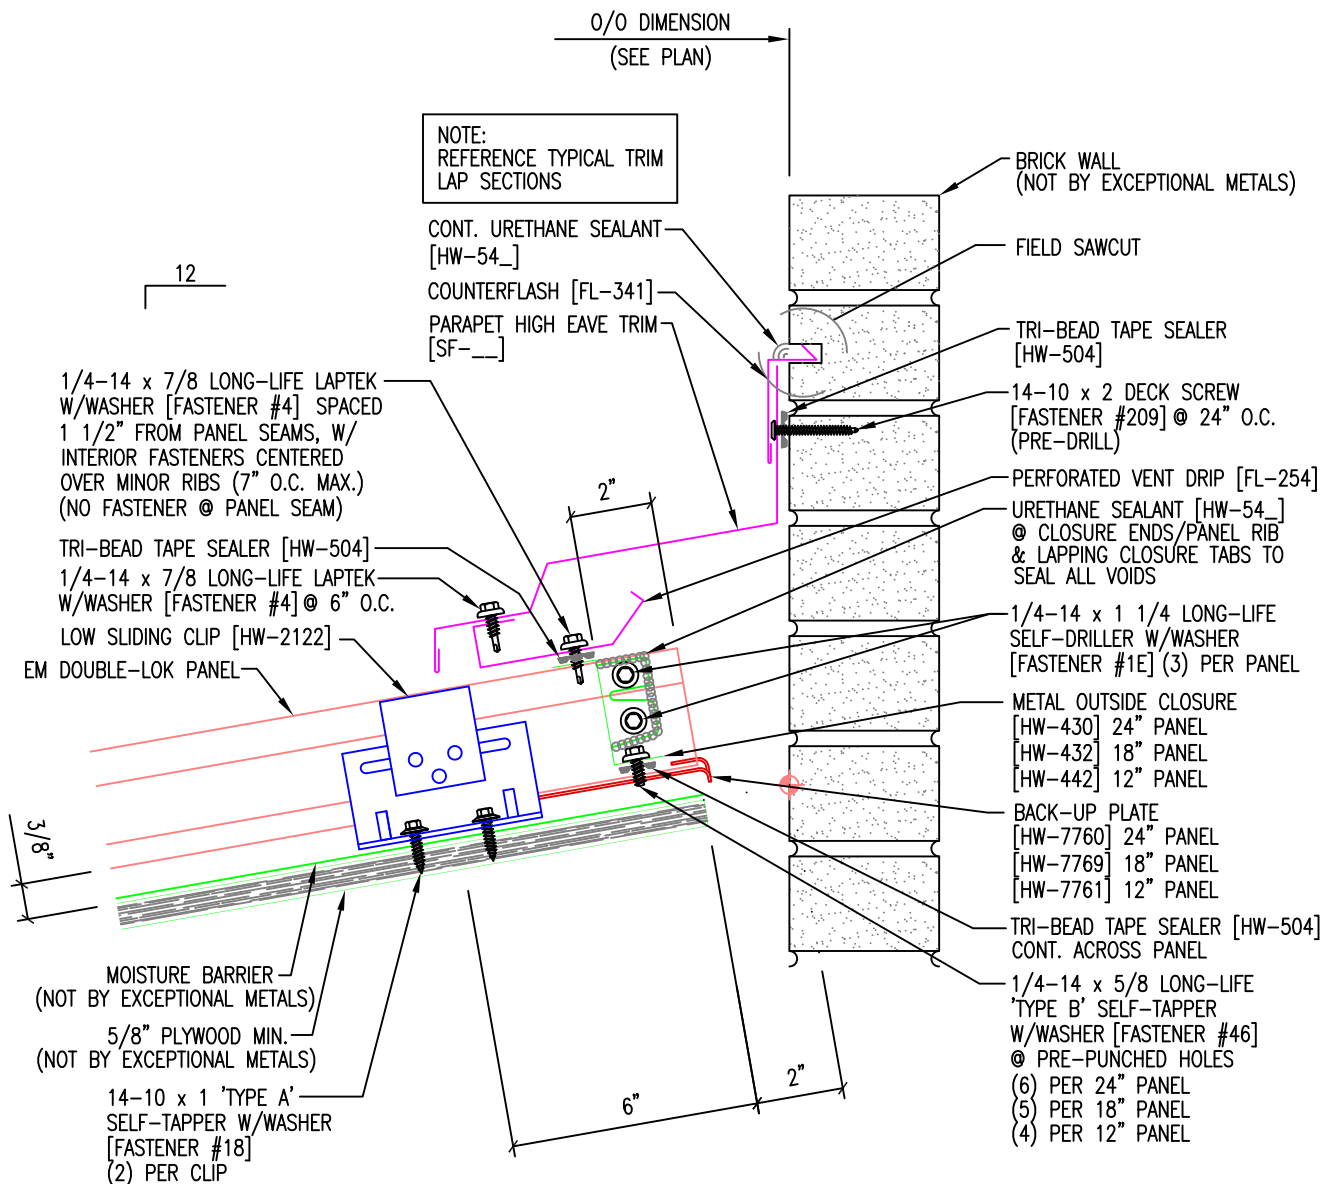 O/O DIMENSION
(SEE PLAN)
NOTE:
REFERENCE TYPICAL TRIM
LAP SECTIONS
CONT. URETHANE SEALANT
[HW-54_]
COUNTERFLASH [FL-341]
PARAPET HIGH EAVE TRIM
[SF-__]
12
1/4-14 x 7/8 LONG-LIFE LAPTEK
W/WASHER [FASTENER #4] SPACED
1 1/2" FROM PANEL SEAMS, W/
INTERIOR FASTENERS CENTERED
OVER MINOR RIBS (7" O.C. MAX.)
(NO FASTENER @ PANEL SEAM)
TRI-BEAD TAPE SEALER [HW-504]
1/4-14 x 7/8 LONG-LIFE LAPTEK
W/WASHER [FASTENER #4] @ 6" O.C.
LOW SLIDING CLIP [HW-2122]
EM DOUBLE-LOK PANEL
2"
3/8"
MOISTURE BARRIER
(NOT BY EXCEPTIONAL METALS)
5/8" PLYWOOD MIN.
(NOT BY EXCEPTIONAL METALS)
14-10 x 1 'TYPE A'
SELF-TAPPER W/WASHER
[FASTENER #18]
(2) PER CLIP
6"
2"
BRICK WALL
(NOT BY EXCEPTIONAL METALS)
FIELD SAWCUT
TRI-BEAD TAPE SEALER
[HW-504]
14-10 x 2 DECK SCREW
[FASTENER #209] @ 24" O.C.
(PRE-DRILL)
PERFORATED VENT DRIP [FL-254]
URETHANE SEALANT [HW-54_]
@ CLOSURE ENDS/PANEL RIB
& LAPPING CLOSURE TABS TO
SEAL ALL VOIDS
1/4-14 x 1 1/4 LONG-LIFE
SELF-DRILLER W/WASHER
[FASTENER #1E] (3) PER PANEL
METAL OUTSIDE CLOSURE
[HW-430] 24" PANEL
[HW-432] 18" PANEL
[HW-442] 12" PANEL
BACK-UP PLATE
[HW-7760] 24" PANEL
[HW-7769] 18" PANEL
[HW-7761] 12" PANEL
TRI-BEAD TAPE SEALER [HW-504]
CONT. ACROSS PANEL
1/4-14 x 5/8 LONG-LIFE
'TYPE B' SELF-TAPPER
W/WASHER [FASTENER #46]
@ PRE-PUNCHED HOLES
(6) PER 24" PANEL
(5) PER 18" PANEL
(4) PER 12" PANEL